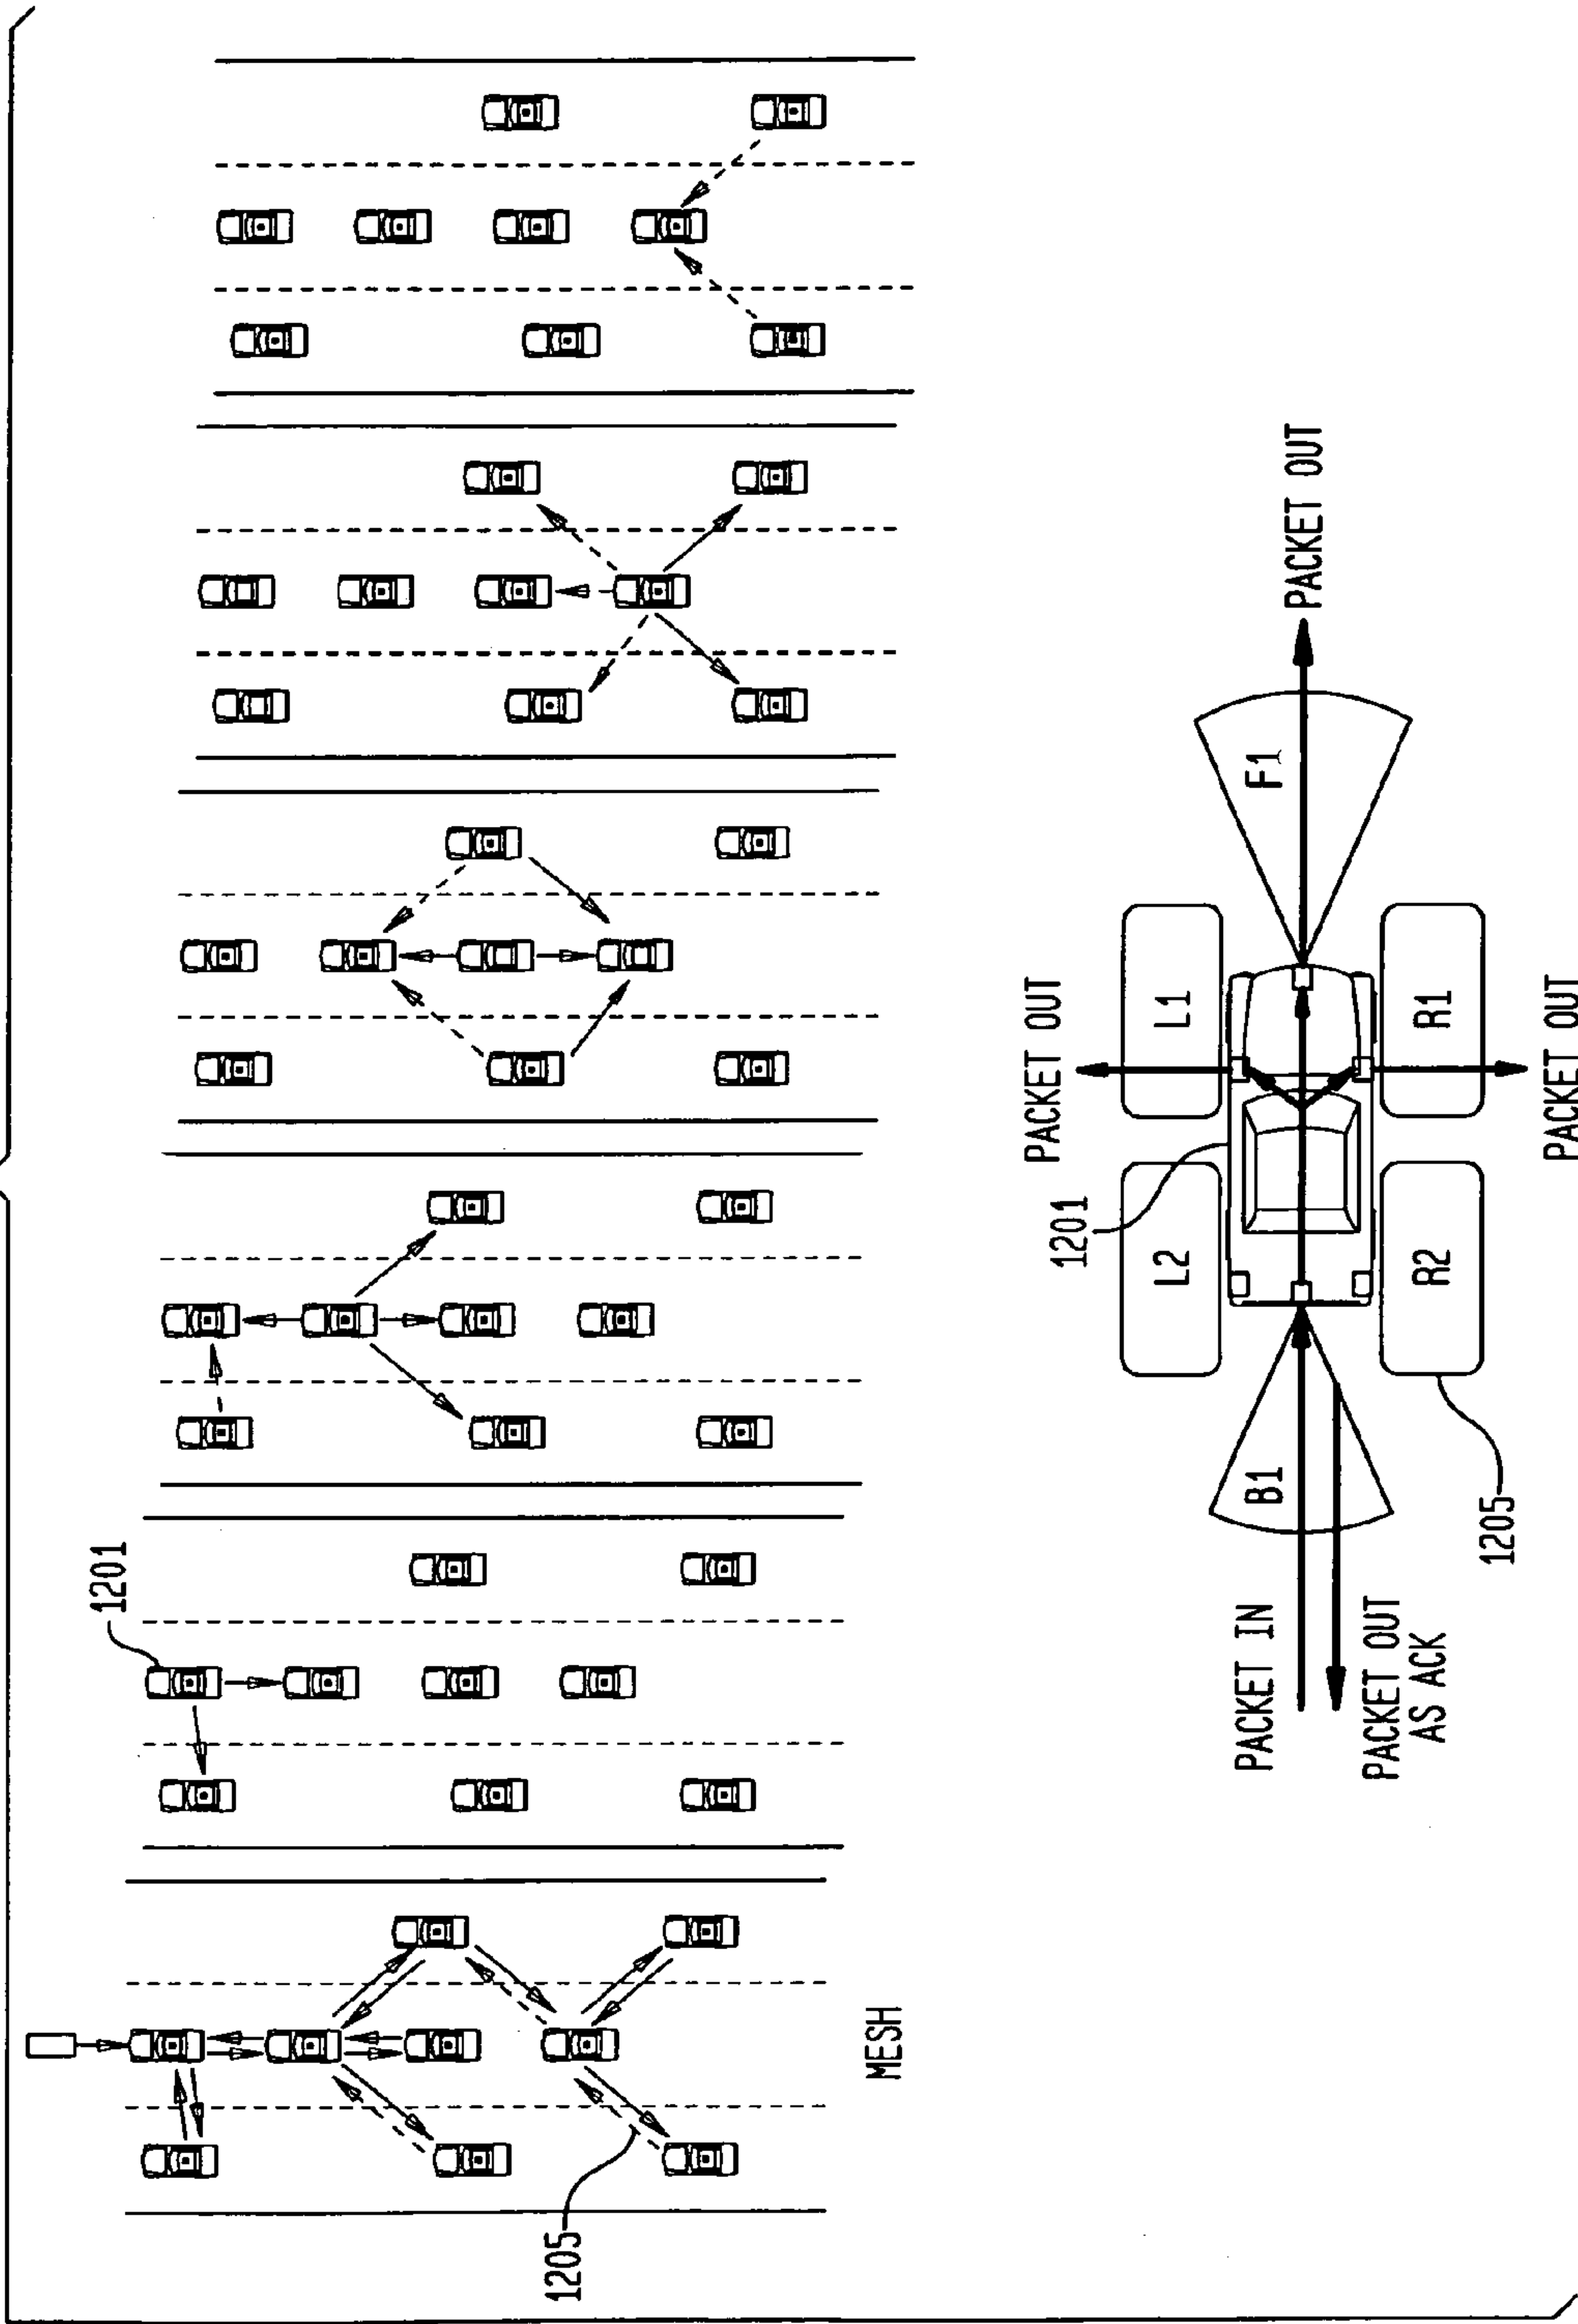 1201
1205
MESH
PACKET OUT
1201
L2
L1
PACKET IN
B1
F1
PACKET OUT
PACKET OUT
AS ACK
R2
R1
1205
PACKET OUT